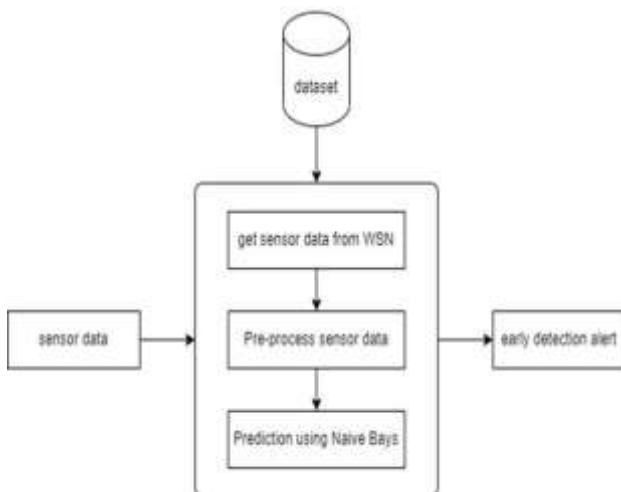 dataset
get sensor data from WSN
sensor data
Pre-process sensor data
early detection alert
Prediction using Naive Bays